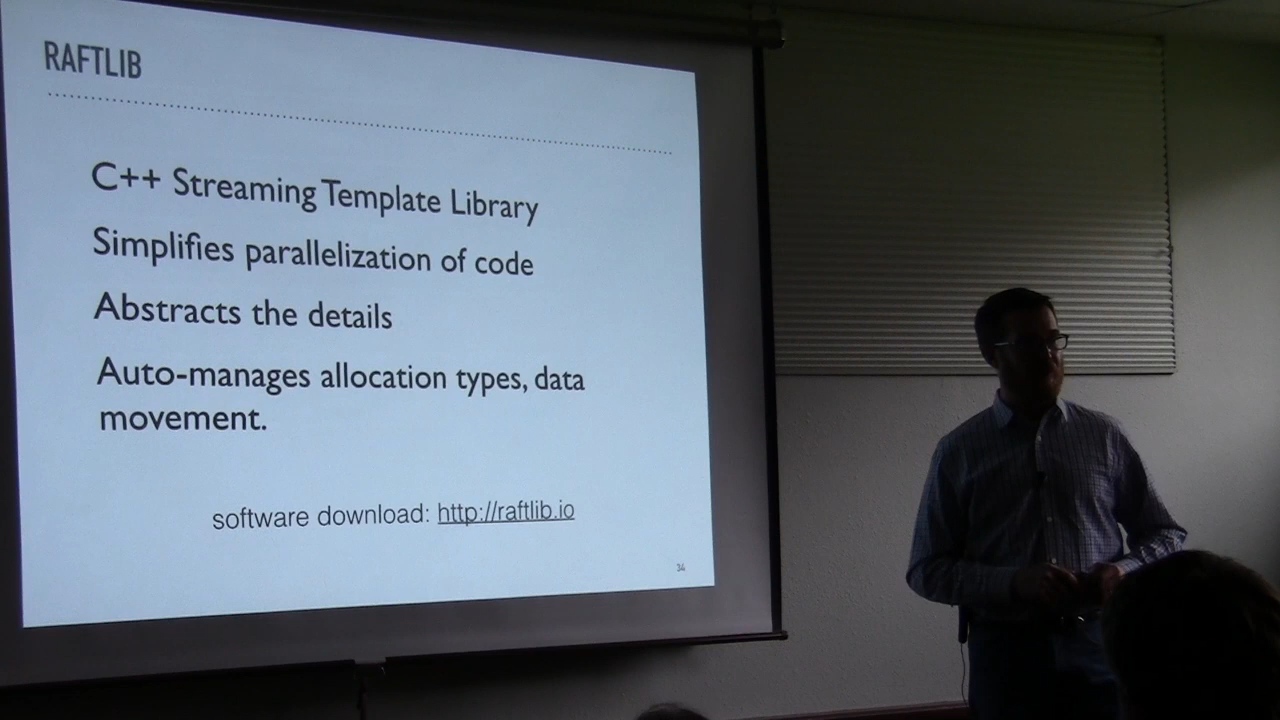 RAFTLIB
C++ Streaming Template Library
Simplifies parallelization of code
Abstracts the details
Auto-manages allocation types, data
movement.
software download: http://raftlib.io
34